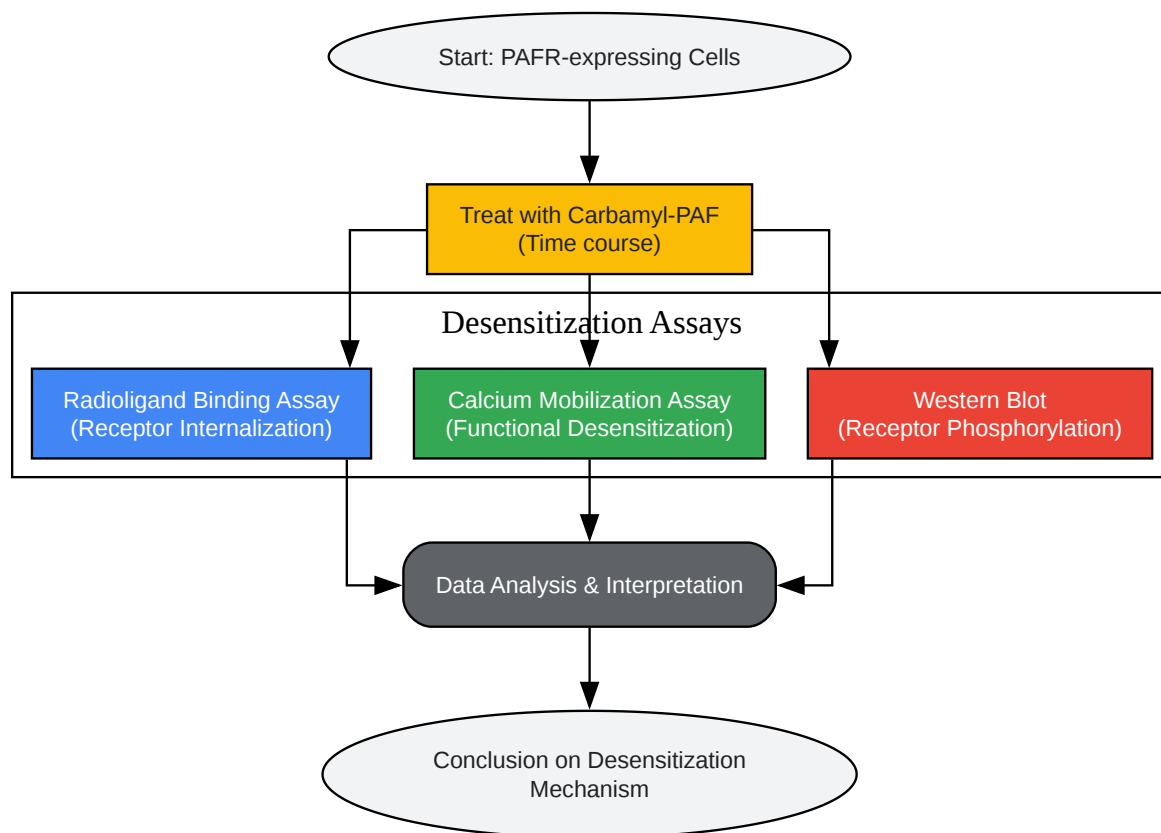 Start: PAFR-expressing Cells
Treat with Carbamyl-PAF
(Time course)
Desensitization Assays
Radioligand Binding Assay
(Receptor Internalization)
Calcium Mobilization Assay
(Functional Desensitization)
Western Blot
(Receptor Phosphorylation)
Data Analysis & Interpretation
Conclusion on Desensitization
Mechanism